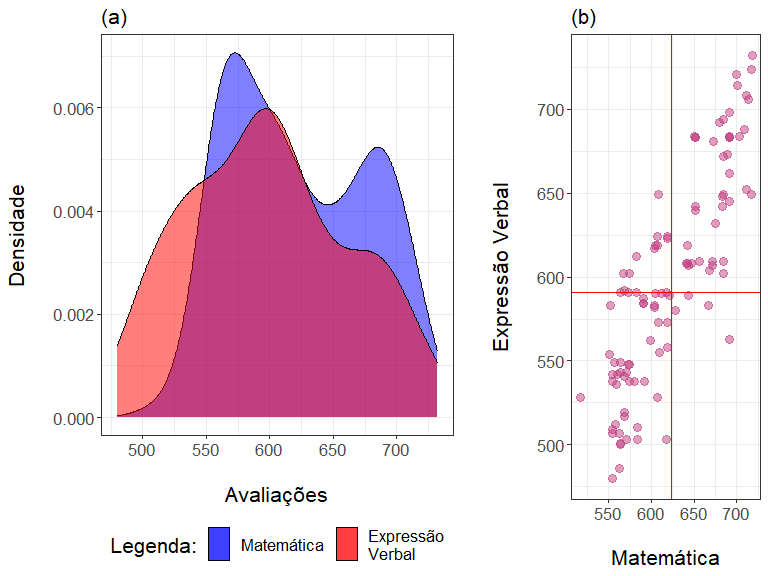 (a)
Densidade
0.006
0.004
0.002
0.000
500 550 600 650 700
Avaliações
Legenda: Matemática Expressão
Verbal
(b)
Expressão Verbal
700
650
600
550
500
550 600 650 700
Matemática